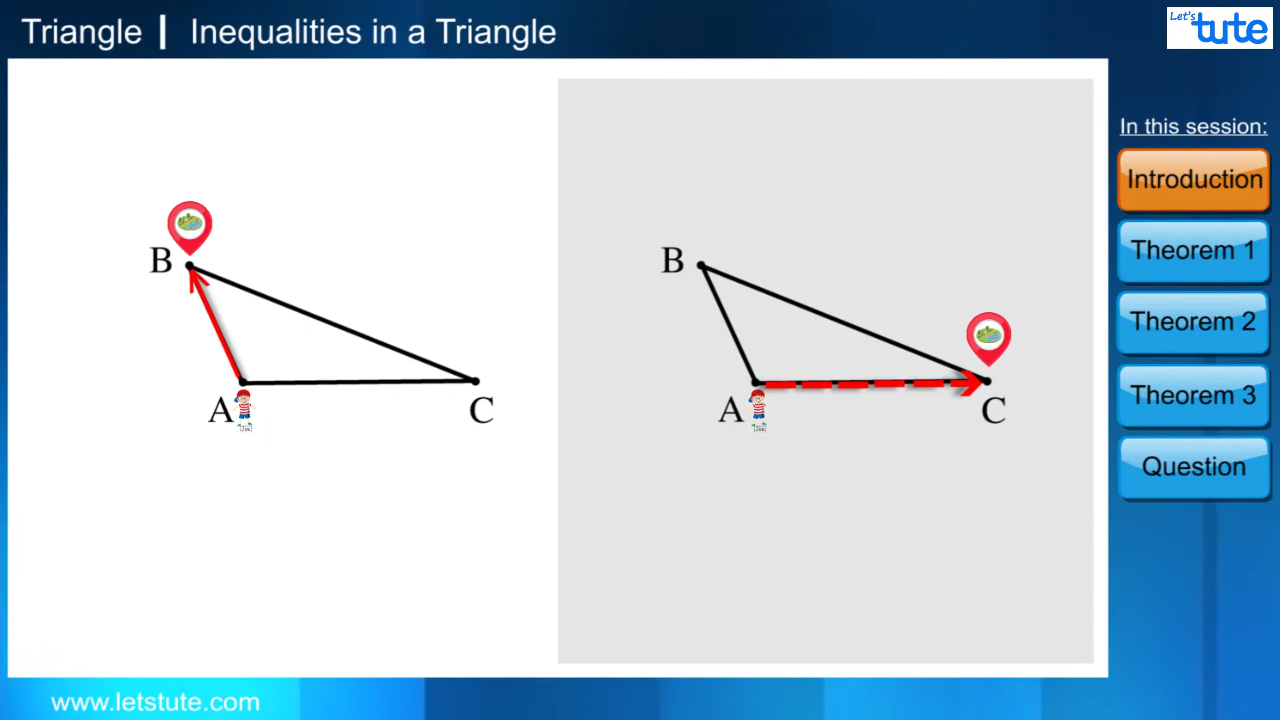 Triangle | Inequalities in a Triangle
Let's
tute
In this session:
Introduction
Theorem 1
Theorem 2
Theorem 3
Question
B
A
C
B
A
C
www.letstute.com